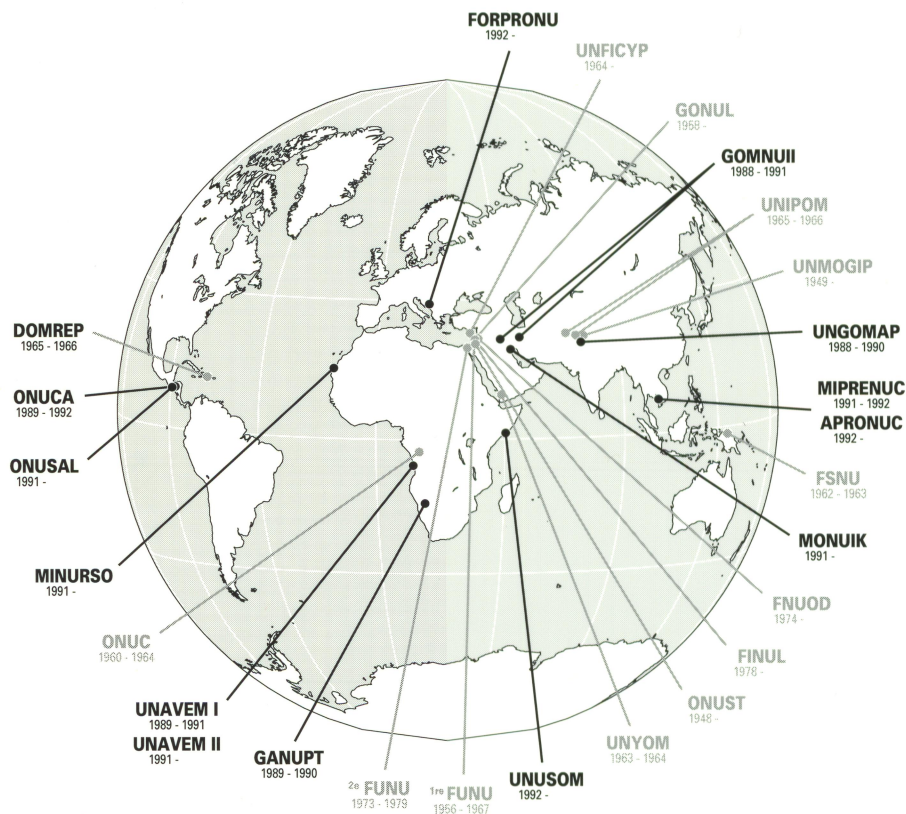 FORPRONU
1992 -
UNFICYP
1964 -
GONUL
1958 -
GOMNUII
1988 - 1991
UNIPOM
1965 - 1966
UNMOGIP
1949 -
DOMREP
1965 - 1966
UNGOMAP
1988 - 1990
ONUCA
1989 - 1992
MIPRENUC
1991 - 1992
APRONUC
1992 -
ONUSAL
1991 -
FSNU
1962 - 1963
MONUIK
1991 -
MINURSO
1991 -
FNUOD
1974 -
ONUC
1960 - 1964
FINUL
1978 -
ONUST
1948 -
UNAVEM I
1989 - 1991
UNAVEM II
1991 -
UNYOM
1963 - 1964
GANUPT
1989 - 1990
2e FUNU
1973 - 1979
1re FUNU
1956 - 1967
UNUSOM
1992 -